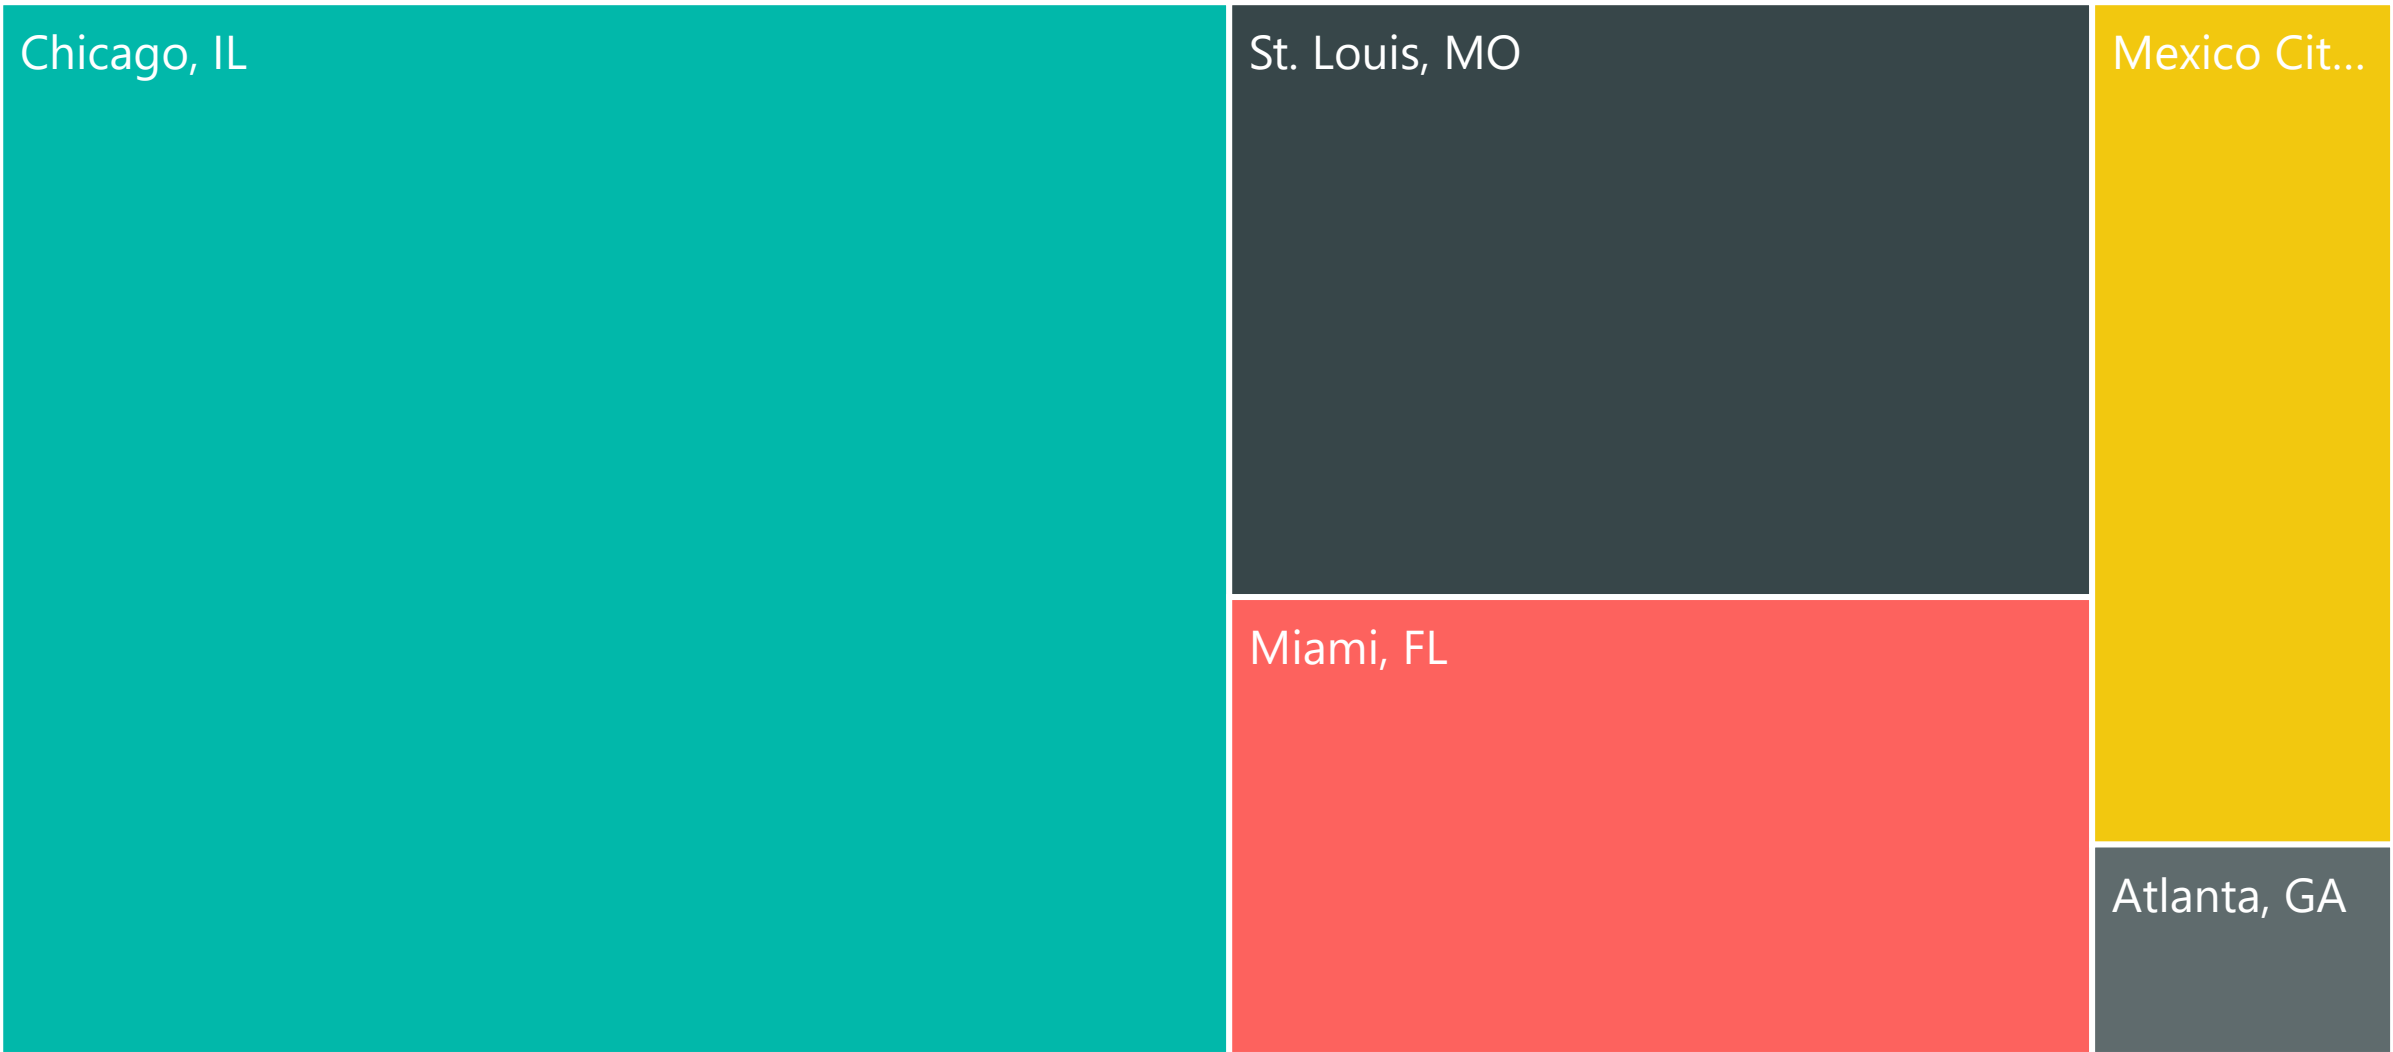 Chicago, IL
St. Louis, MO
Mexico Cit...
Miami, FL
Atlanta, GA